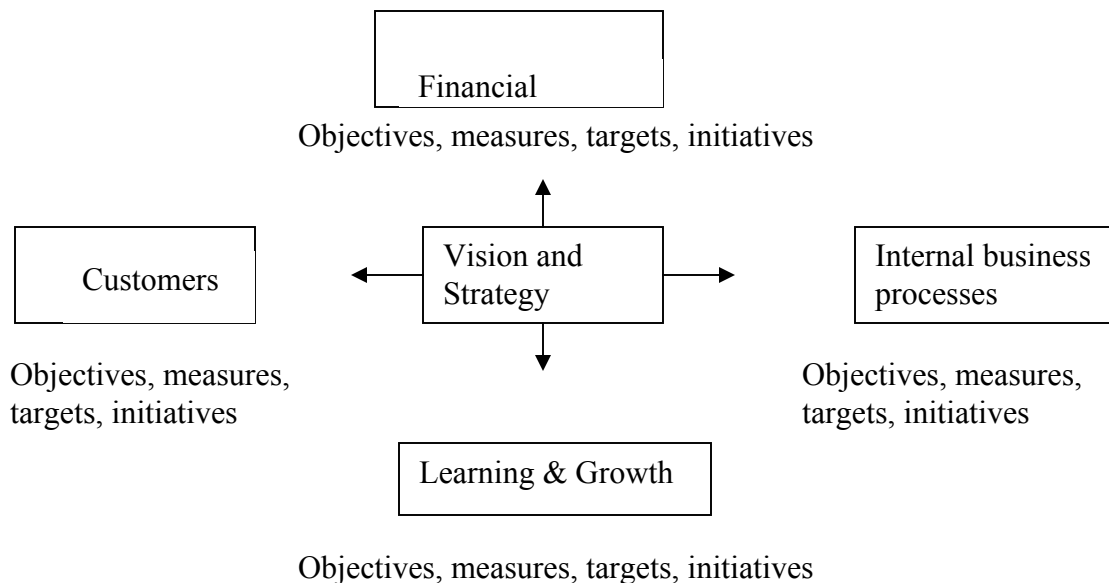 Financial
Objectives, measures, targets, initiatives
Customers
Vision and
Strategy
Internal business
processes
Objectives, measures,
targets, initiatives
Objectives, measures,
targets, initiatives
Learning & Growth
Objectives, measures, targets, initiatives